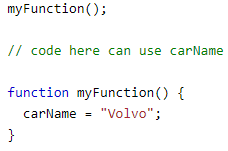 myFunction();
// code here can use carName
function myFunction() {
  carName = "Volvo";
}